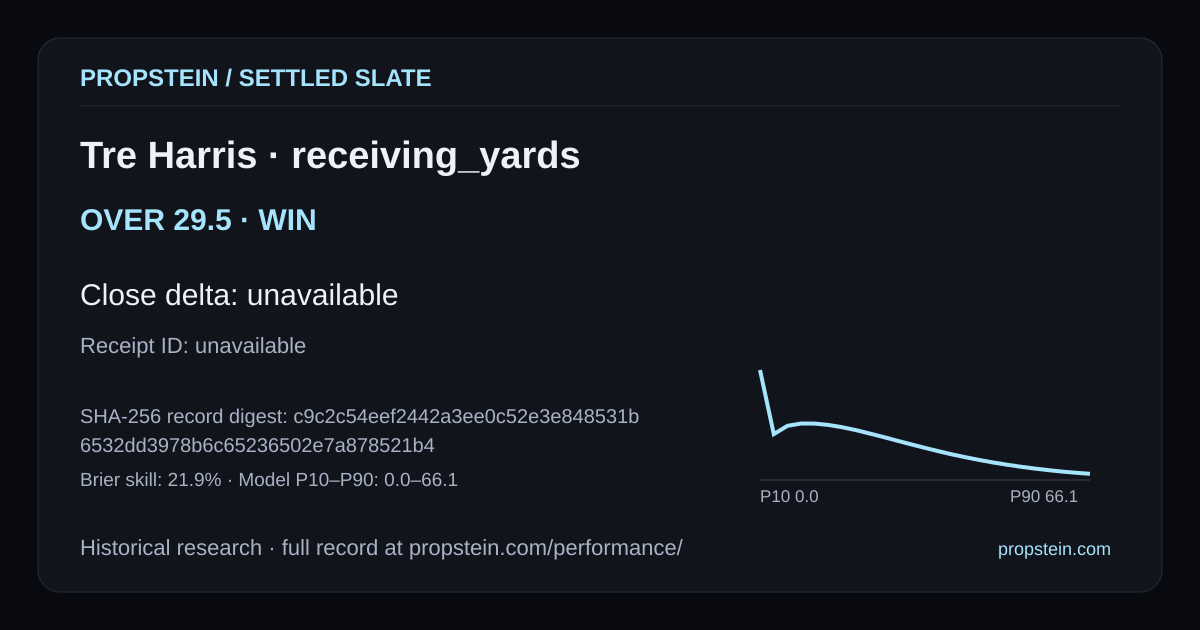 PROPSTEIN / SETTLED SLATE
Tre Harris · receiving_yards
OVER 29.5 · WIN
Close delta: unavailable
Receipt ID: unavailable
SHA-256 record digest: c9c2c54eef2442a3ee0c52e3e848531b
6532dd3978b6c65236502e7a878521b4
Brier skill: 21.9% · Model P10–P90: 0.0–66.1
P10 0.0
P90 66.1
Historical research · full record at propstein.com/performance/
propstein.com